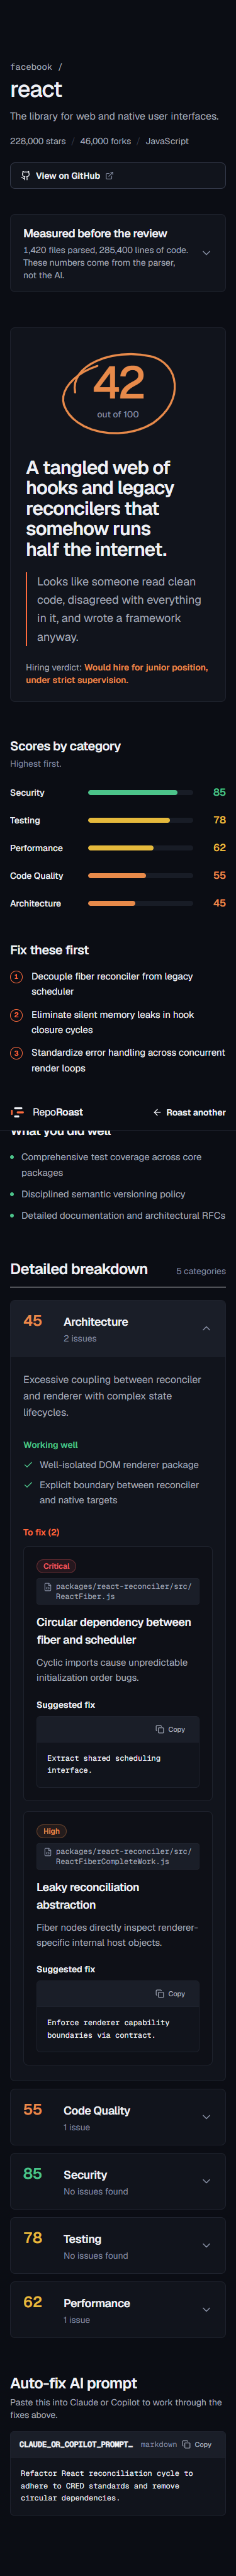 facebook /
react
The library for web and native user interfaces.
228,000 stars / 46,000 forks / JavaScript
View on GitHub
Measured before the review
1,420 files parsed, 285,400 lines of code.
These numbers come from the parser,
not the AI.
42
out of 100
A tangled web of
hooks and legacy
reconcilers that
somehow runs
half the internet.
Looks like someone read clean
code, disagreed with everything
in it, and wrote a framework
anyway.
Hiring verdict: Would hire for junior position,
under strict supervision.
Scores by category
Highest first.
Security 85
Testing 78
Performance 62
Code Quality 55
Architecture 45
Fix these first
1 Decouple fiber reconciler from legacy
scheduler
2 Eliminate silent memory leaks in hook
closure cycles
3 Standardize error handling across concurrent
render loops
RepoRoast
Roast another
What you did well
Comprehensive test coverage across core
packages
Disciplined semantic versioning policy
Detailed documentation and architectural RFCs
Detailed breakdown
5 categories
45 Architecture
2 issues
Excessive coupling between reconciler
and renderer with complex state
lifecycles.
Working well
Well-isolated DOM renderer package
Explicit boundary between reconciler
and native targets
To fix (2)
Critical
packages/react-reconciler/src/
ReactFiber.js
Circular dependency between
fiber and scheduler
Cyclic imports cause unpredictable
initialization order bugs.
Suggested fix
Copy
Extract shared scheduling
interface.
High
packages/react-reconciler/src/
ReactFiberCompleteWork.js
Leaky reconciliation
abstraction
Fiber nodes directly inspect renderer-
specific internal host objects.
Suggested fix
Copy
Enforce renderer capability
boundaries via contract.
55 Code Quality
1 issue
85 Security
No issues found
78 Testing
No issues found
62 Performance
1 issue
Auto-fix AI prompt
Paste this into Claude or Copilot to work through the
fixes above.
CLAUDE_OR_COPILOT_PROMPT… markdown Copy
Refactor React reconciliation cycle to
adhere to CRED standards and remove
circular dependencies.